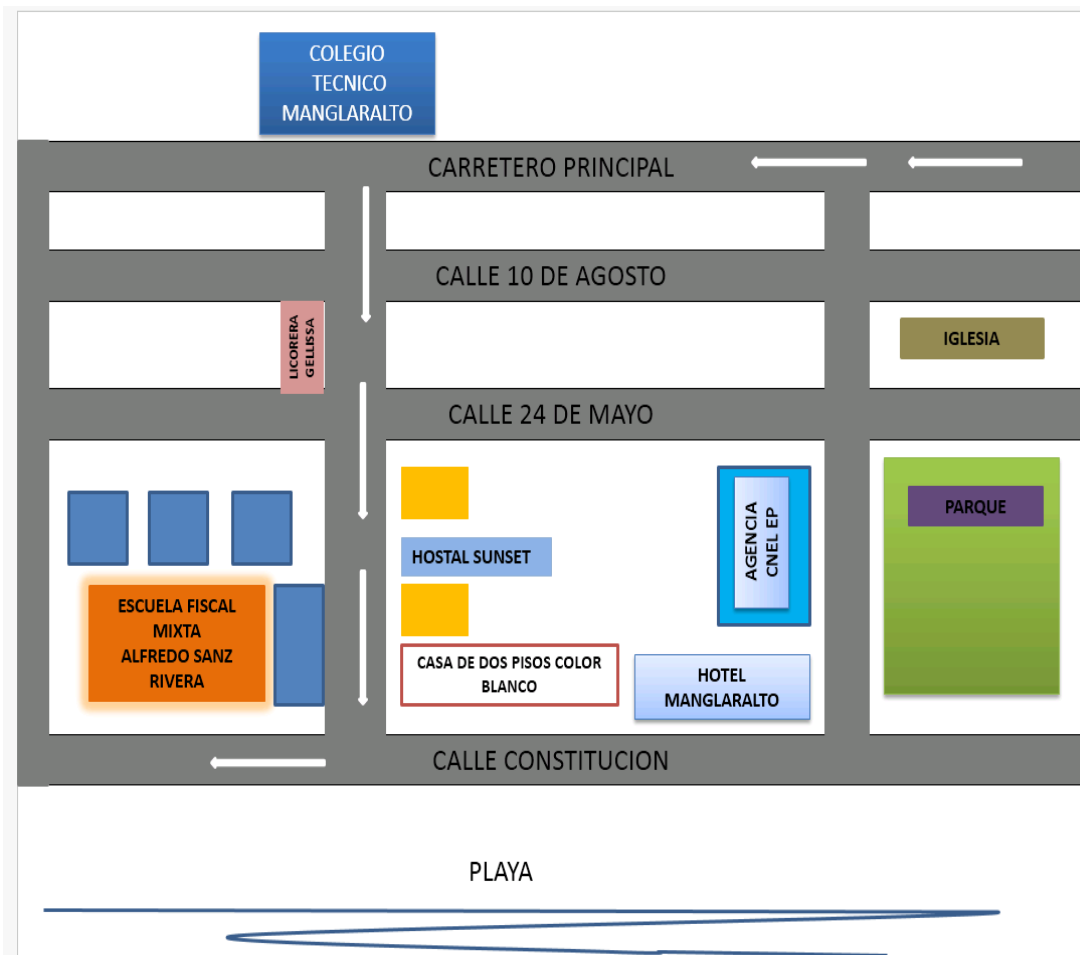 COLEGIO
TECNICO
MANGLARALTO
CARRETERO PRINCIPAL
CALLE 10 DE AGOSTO
LICORERA
GELLISSA
IGLESIA
CALLE 24 DE MAYO
PARQUE
AGENCIA
CNEL EP
HOSTAL SUNSET
ESCUELA FISCAL
MIXTA
ALFREDO SANZ
RIVERA
CASA DE DOS PISOS COLOR
BLANCO
HOTEL
MANGLARALTO
CALLE CONSTITUCION
PLAYA